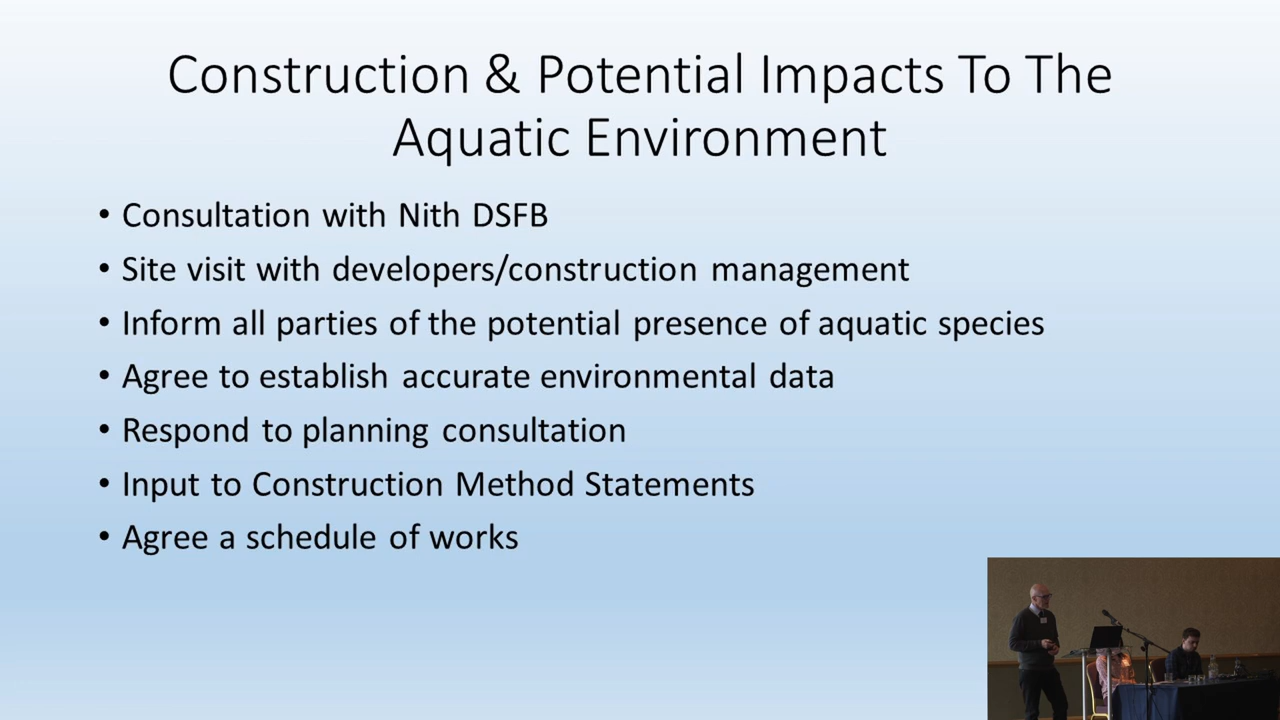 Construction & Potential Impacts To The
Aquatic Environment
• Consultation with Nith DSFB
• Site visit with developers/construction management
• Inform all parties of the potential presence of aquatic species
• Agree to establish accurate environmental data
• Respond to planning consultation
• Input to Construction Method Statements
• Agree a schedule of works